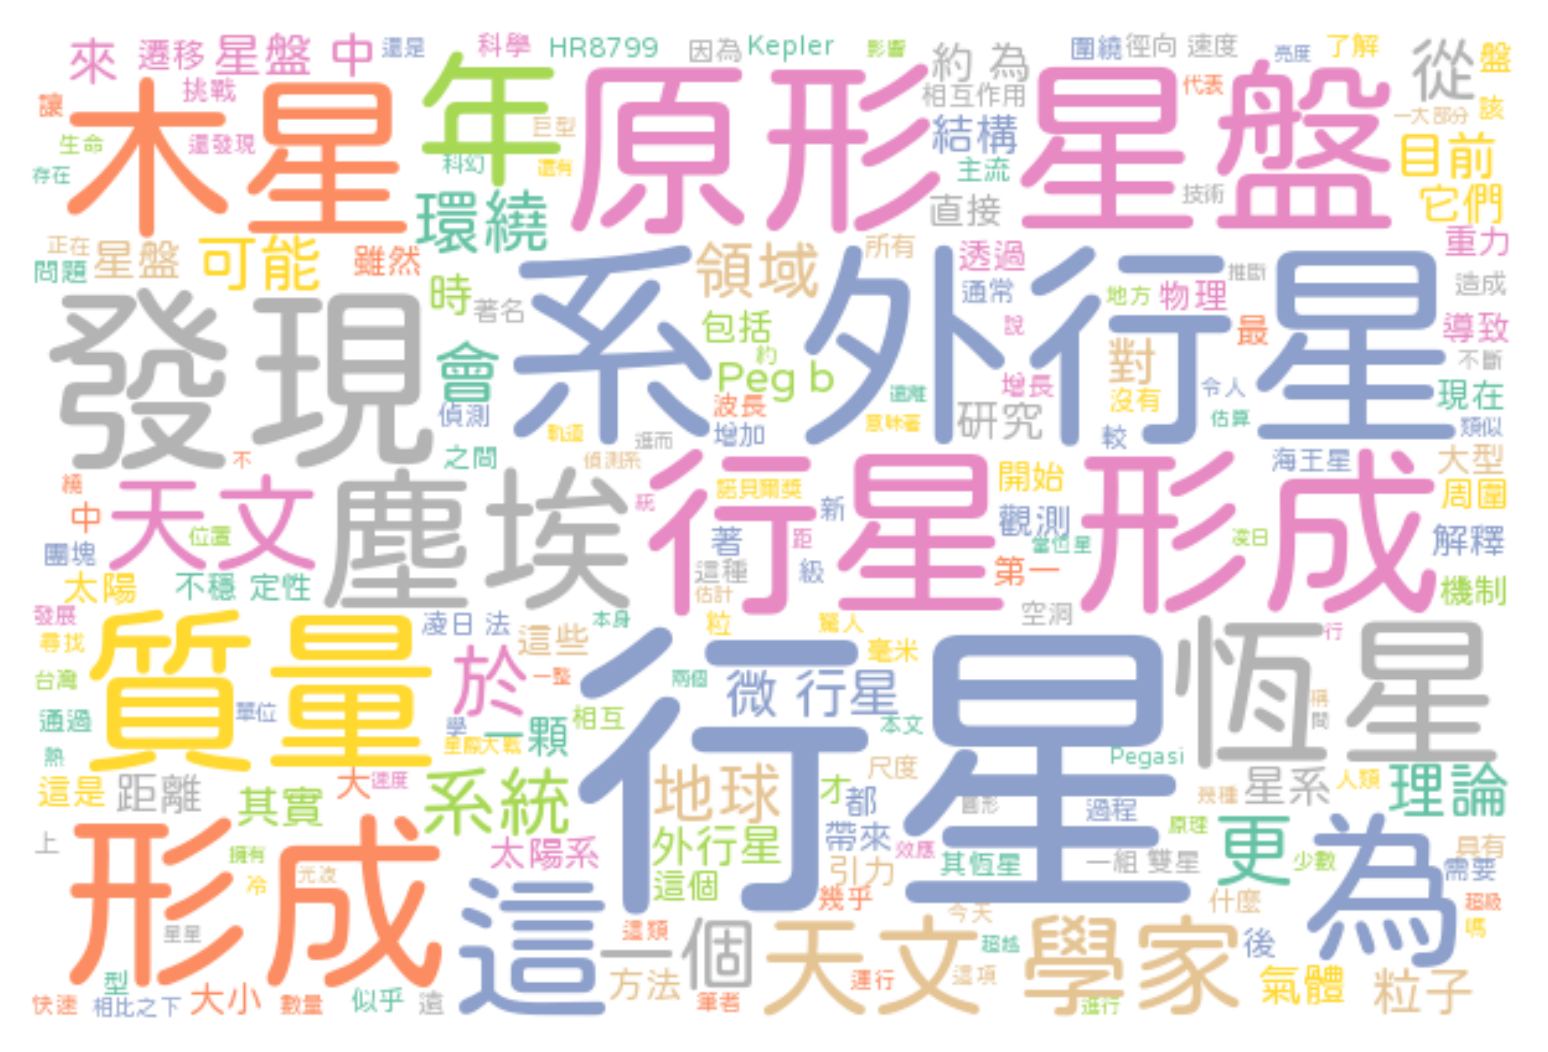 來 遷移 星盤 中 還是 科學 HR8799 因為 Kepler 影響 約 為 圍繞 徑向 速度 亮度 了解 從 盤
讓 木星 挑戰 年 巨型 原形星盤 相互作用 代表 一大部分 該
生命 還發現 科幻 還有 結構 目前
存在 環繞 主流 直接 技術 它們
正在 星盤 可能 雖然 領域 所有 透過 重力
問題 時 著名 系外行星 通常 地方 物理 推斷 造成
發現 會 包括 約 說 最 導致
Peg b 遠離 增長 對 令人 不斷
偵測 波長 意味著 研究 沒有 估算 現在
軌道 進而 增加 較 類似
不 之間 偵測系 海王星 大型
繞 天文 塵埃 統 行星形成 諾貝爾獎 新 開始 周圍
中 位置 著 距 觀測 當他星 凌日 解釋
團塊 這種 級 第一
太陽 不穩 定性 估計 機制
發展 質量 凌日 法 這些 本身 粒 驚人 空洞 行 恆星
尋找 於 一整 行星 兩個 微 行星 毫米
台灣 單位 相互 本文 稱
通過 學 一顆 間
熱 星際大戰 Pegasi
這是 距離 大 速度 系統 地球 尺度 幾種 星系 人類 理論
其實 才 都 圓形 過程 原理
上 形成 太陽系 外行星 帶來 效應 更 為
擁有 這個 引力 其恆星 一組 雙星 少數 具有
冷 光波 幾乎 什麼 需要
星星 這 這類 一個 天文學家 今天 後 超級
型 超越 嗎
快速 相比之下 大小 數量 似乎 遠 方法 筆者 運行 這項 進行 氣體 粒子